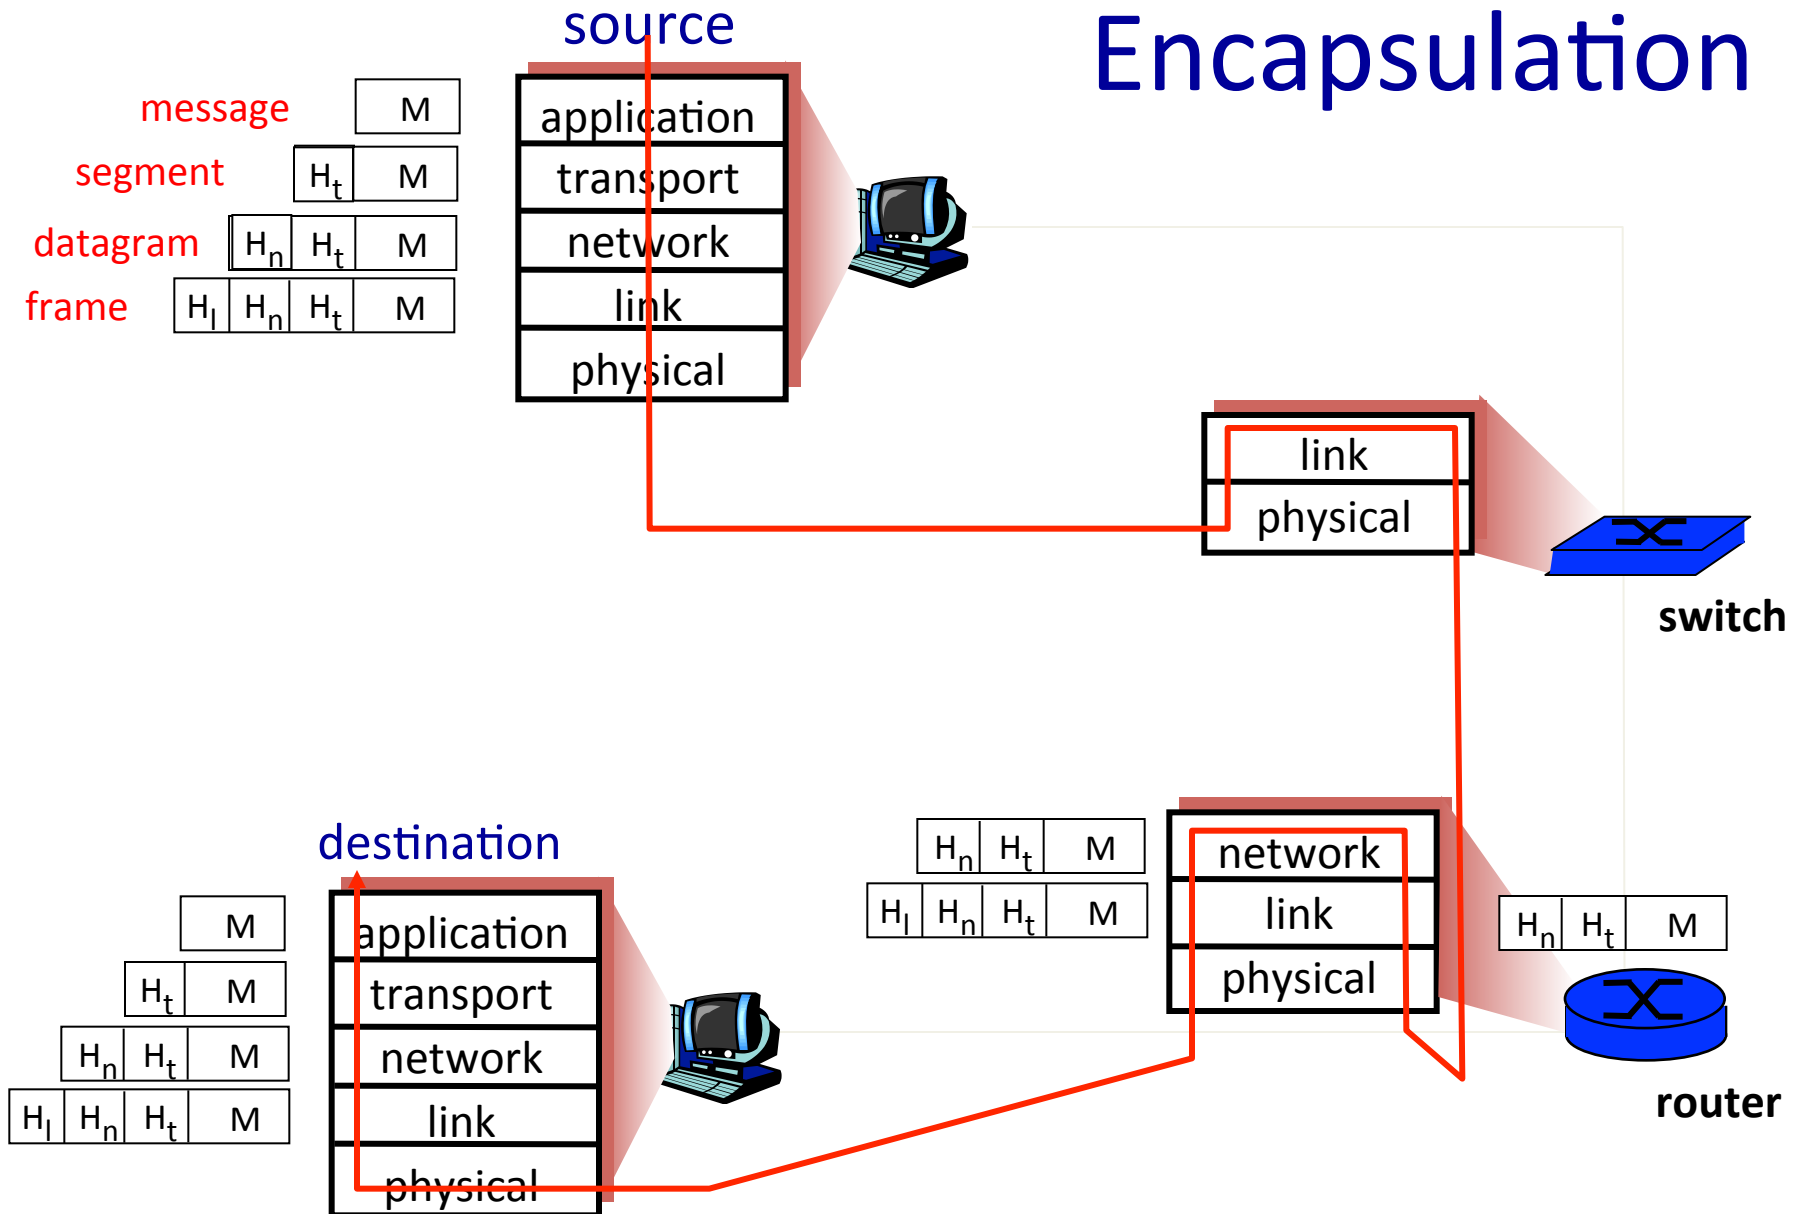 Encapsulation
source
message M
segment Ht M
datagram Hn Ht M
frame Hl Hn Ht M
application
transport
network
link
physical
link
physical
switch
network
link
physical
Hn Ht M
Hl Hn Ht M
Hn Ht M
router
destination
M
Ht M
Hn Ht M
Hl Hn Ht M
application
transport
network
link
physical